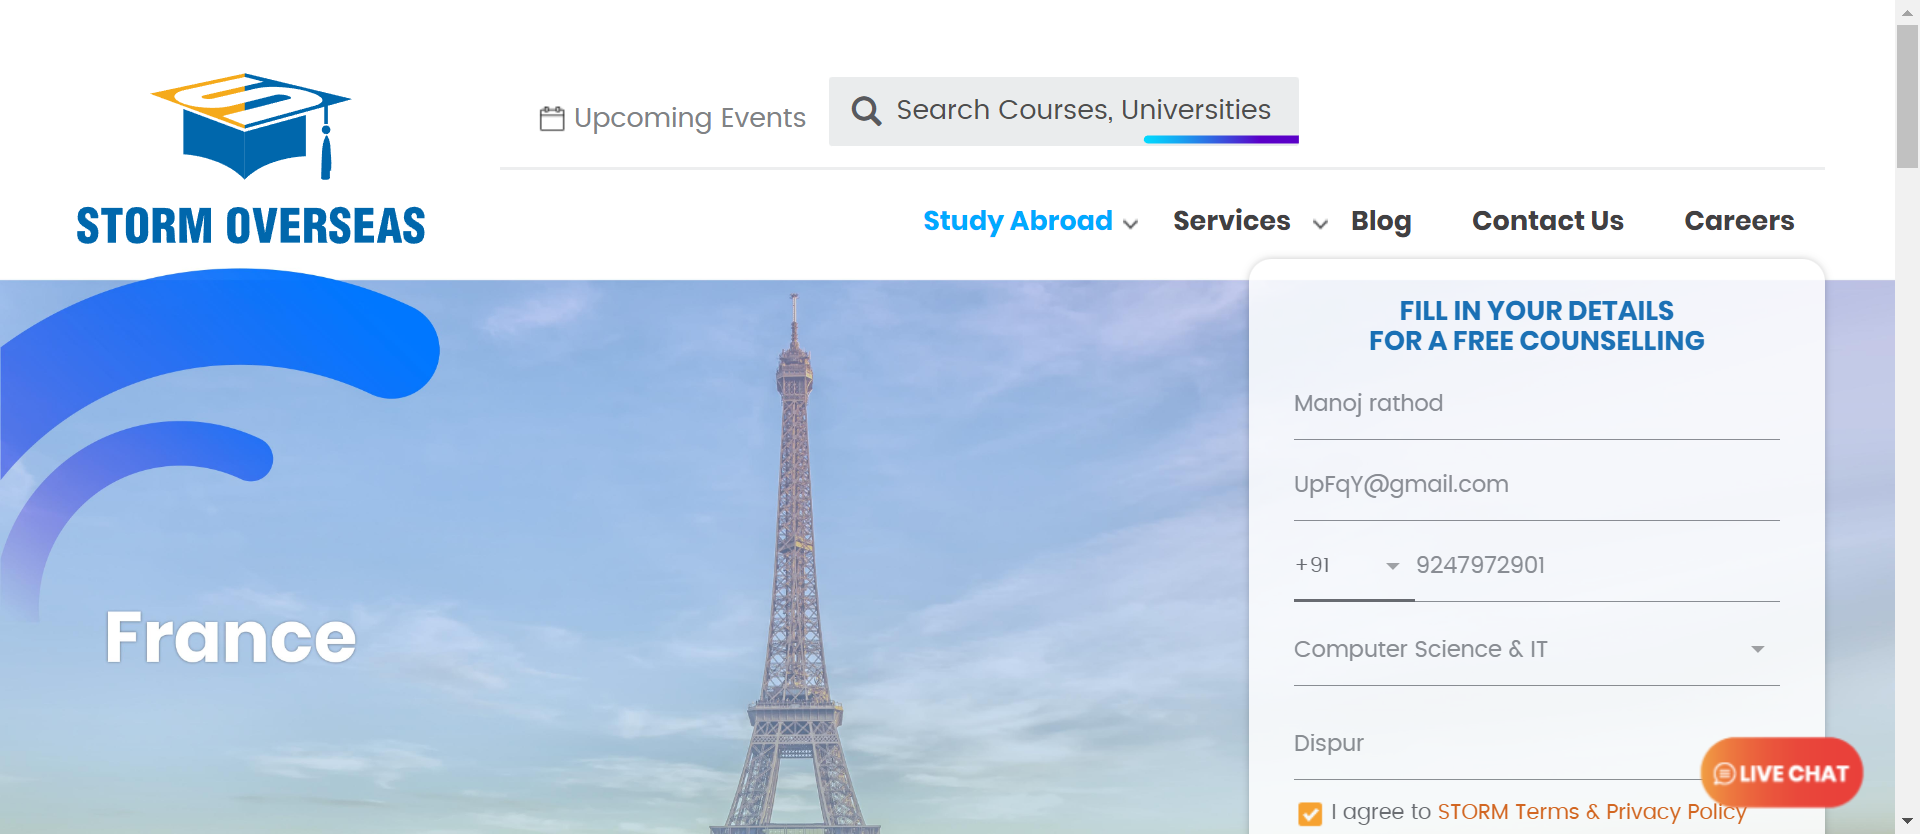 Upcoming Events
Search Courses, Universities
STORM OVERSEAS
Study Abroad
Services
Blog
Contact Us
Careers
France
FILL IN YOUR DETAILS
FOR A FREE COUNSELLING
Manoj rathod
UpFqY@gmail.com
+91 9247972901
Computer Science & IT
Dispur
I agree to STORM Terms & Privacy Policy
LIVE CHAT